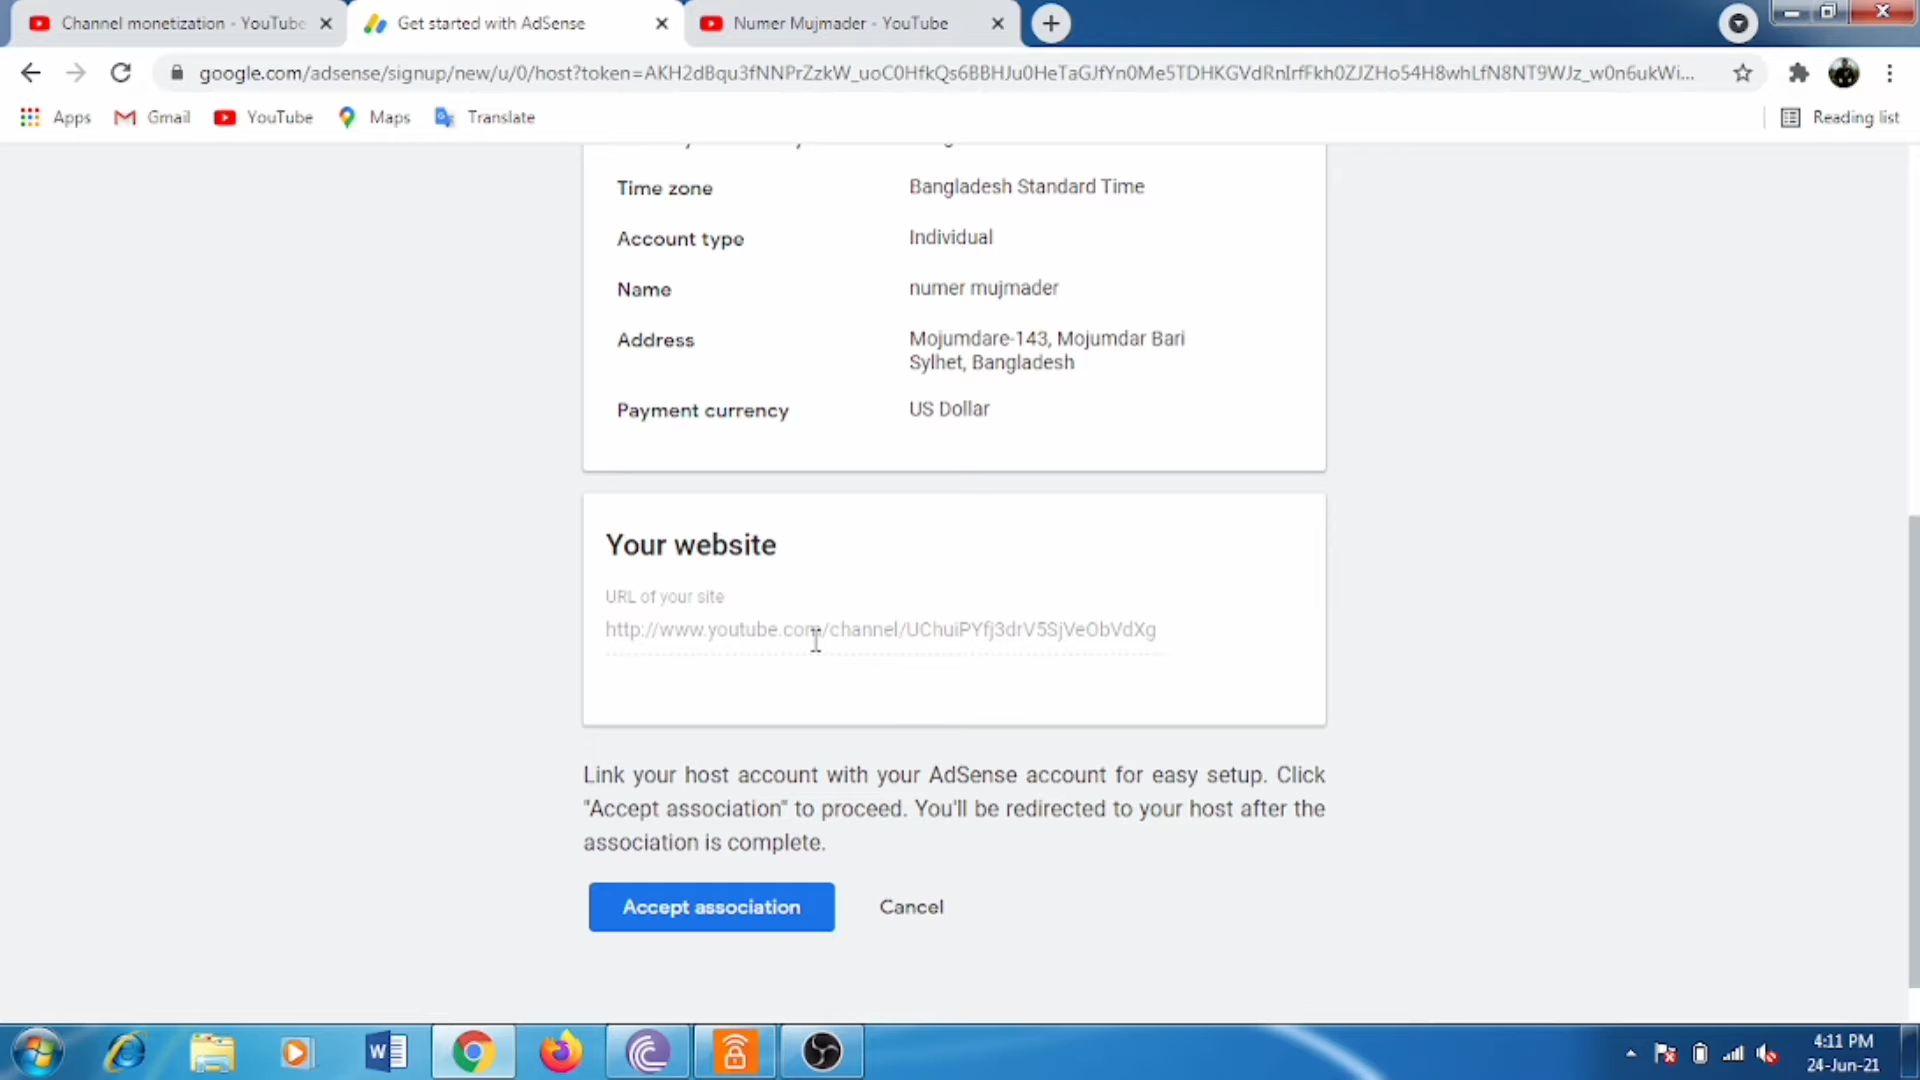 Channel monetization - YouTube
Get started with AdSense
Numer Mujmader - YouTube
google.com/adsense/signup/new/u/0/host?token=AKH2dBqu3fNNPrZzkW_uoC0HfkQs6BBHJu0HeTaGJfYn0Me5TDHKGVdRnIrfFkh0ZJZHo54H8whLfN8NT9WJz_w0n6ukWi...
Apps
Gmail
YouTube
Maps
Translate
Reading list
Time zone
Bangladesh Standard Time
Account type
Individual
Name
numer mujmader
Address
Mojumdare-143, Mojumdar Bari
Sylhet, Bangladesh
Payment currency
US Dollar
Your website
URL of your site
http://www.youtube.com/channel/UChuiPYfj3drV5SjVeObVdXg
Link your host account with your AdSense account for easy setup. Click
"Accept association" to proceed. You'll be redirected to your host after the
association is complete.
Accept association
Cancel
4:11 PM
24-Jun-21